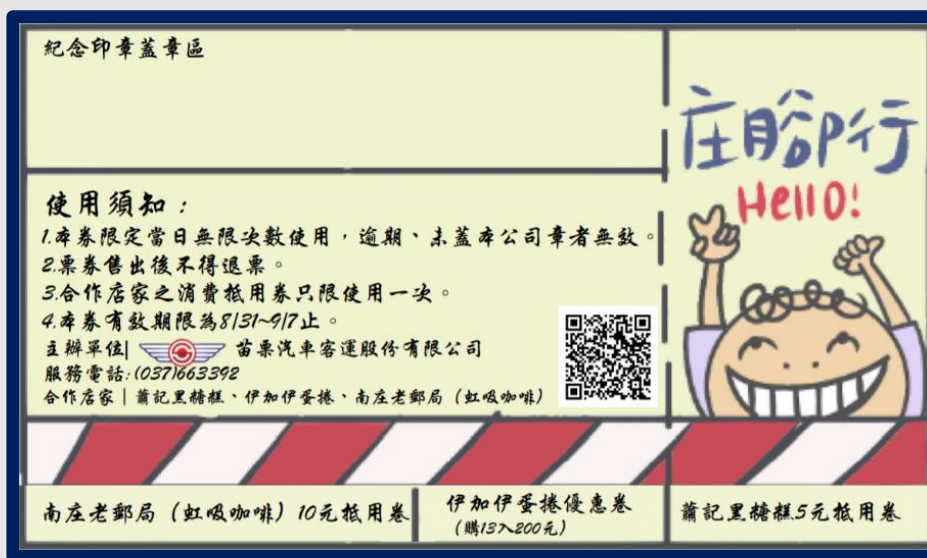 紀念印章蓋章區
庄腳行
Hello!
使用須知：
1.本券限定當日無限次數使用，逾期、未蓋本公司章者無效。
2.票券售出後不得退票。
3.合作店家之消費抵用券只限使用一次。
4.本券有效期限為8/31~9/7止。
主辦單位| 苗栗汽車客運股份有限公司
服務電話:(037)663392
合作店家｜蕭記黑糖糕、伊加伊蛋捲、南庄老郵局（虹吸咖啡）
南庄老郵局（虹吸咖啡）10元抵用卷
伊加伊蛋捲優惠卷
(購13入200元)
蕭記黑糖糕5元抵用卷